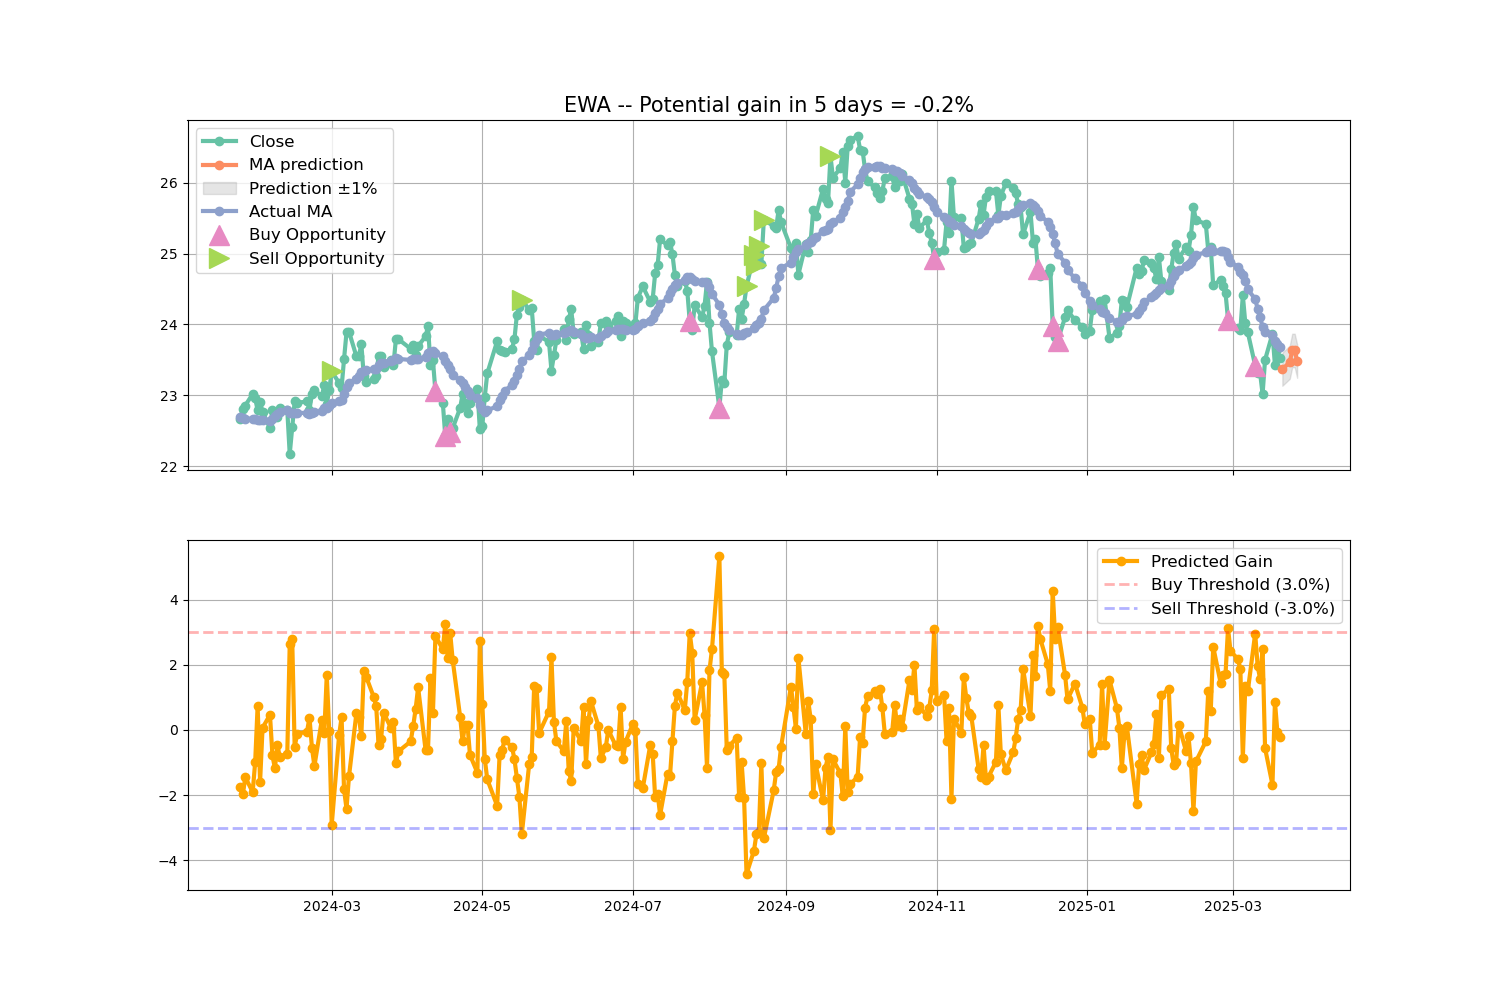 EWA -- Potential gain in 5 days = -0.2%
Close
MA prediction
Prediction ±1%
Actual MA
Buy Opportunity
Sell Opportunity
26
25
24
23
22
Predicted Gain
Buy Threshold (3.0%)
Sell Threshold (-3.0%)
4
2
0
−2
−4
2024-03 2024-05 2024-07 2024-09 2024-11 2025-01 2025-03